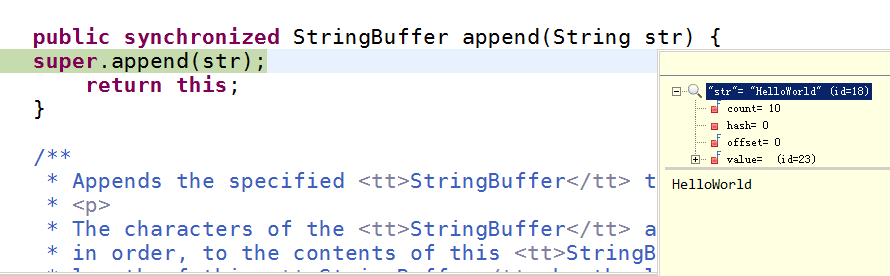 public synchronized StringBuffer append(String str) {
super.append(str);
return this;
}
/**
* Appends the specified <tt>StringBuffer</tt> t
* <p>
* The characters of the <tt>StringBuffer</tt> a
* in order, to the contents of this <tt>StringB
"str"= "HelloWorld" (id=18)
count= 10
hash= 0
offset= 0
value= (id=23)
HelloWorld